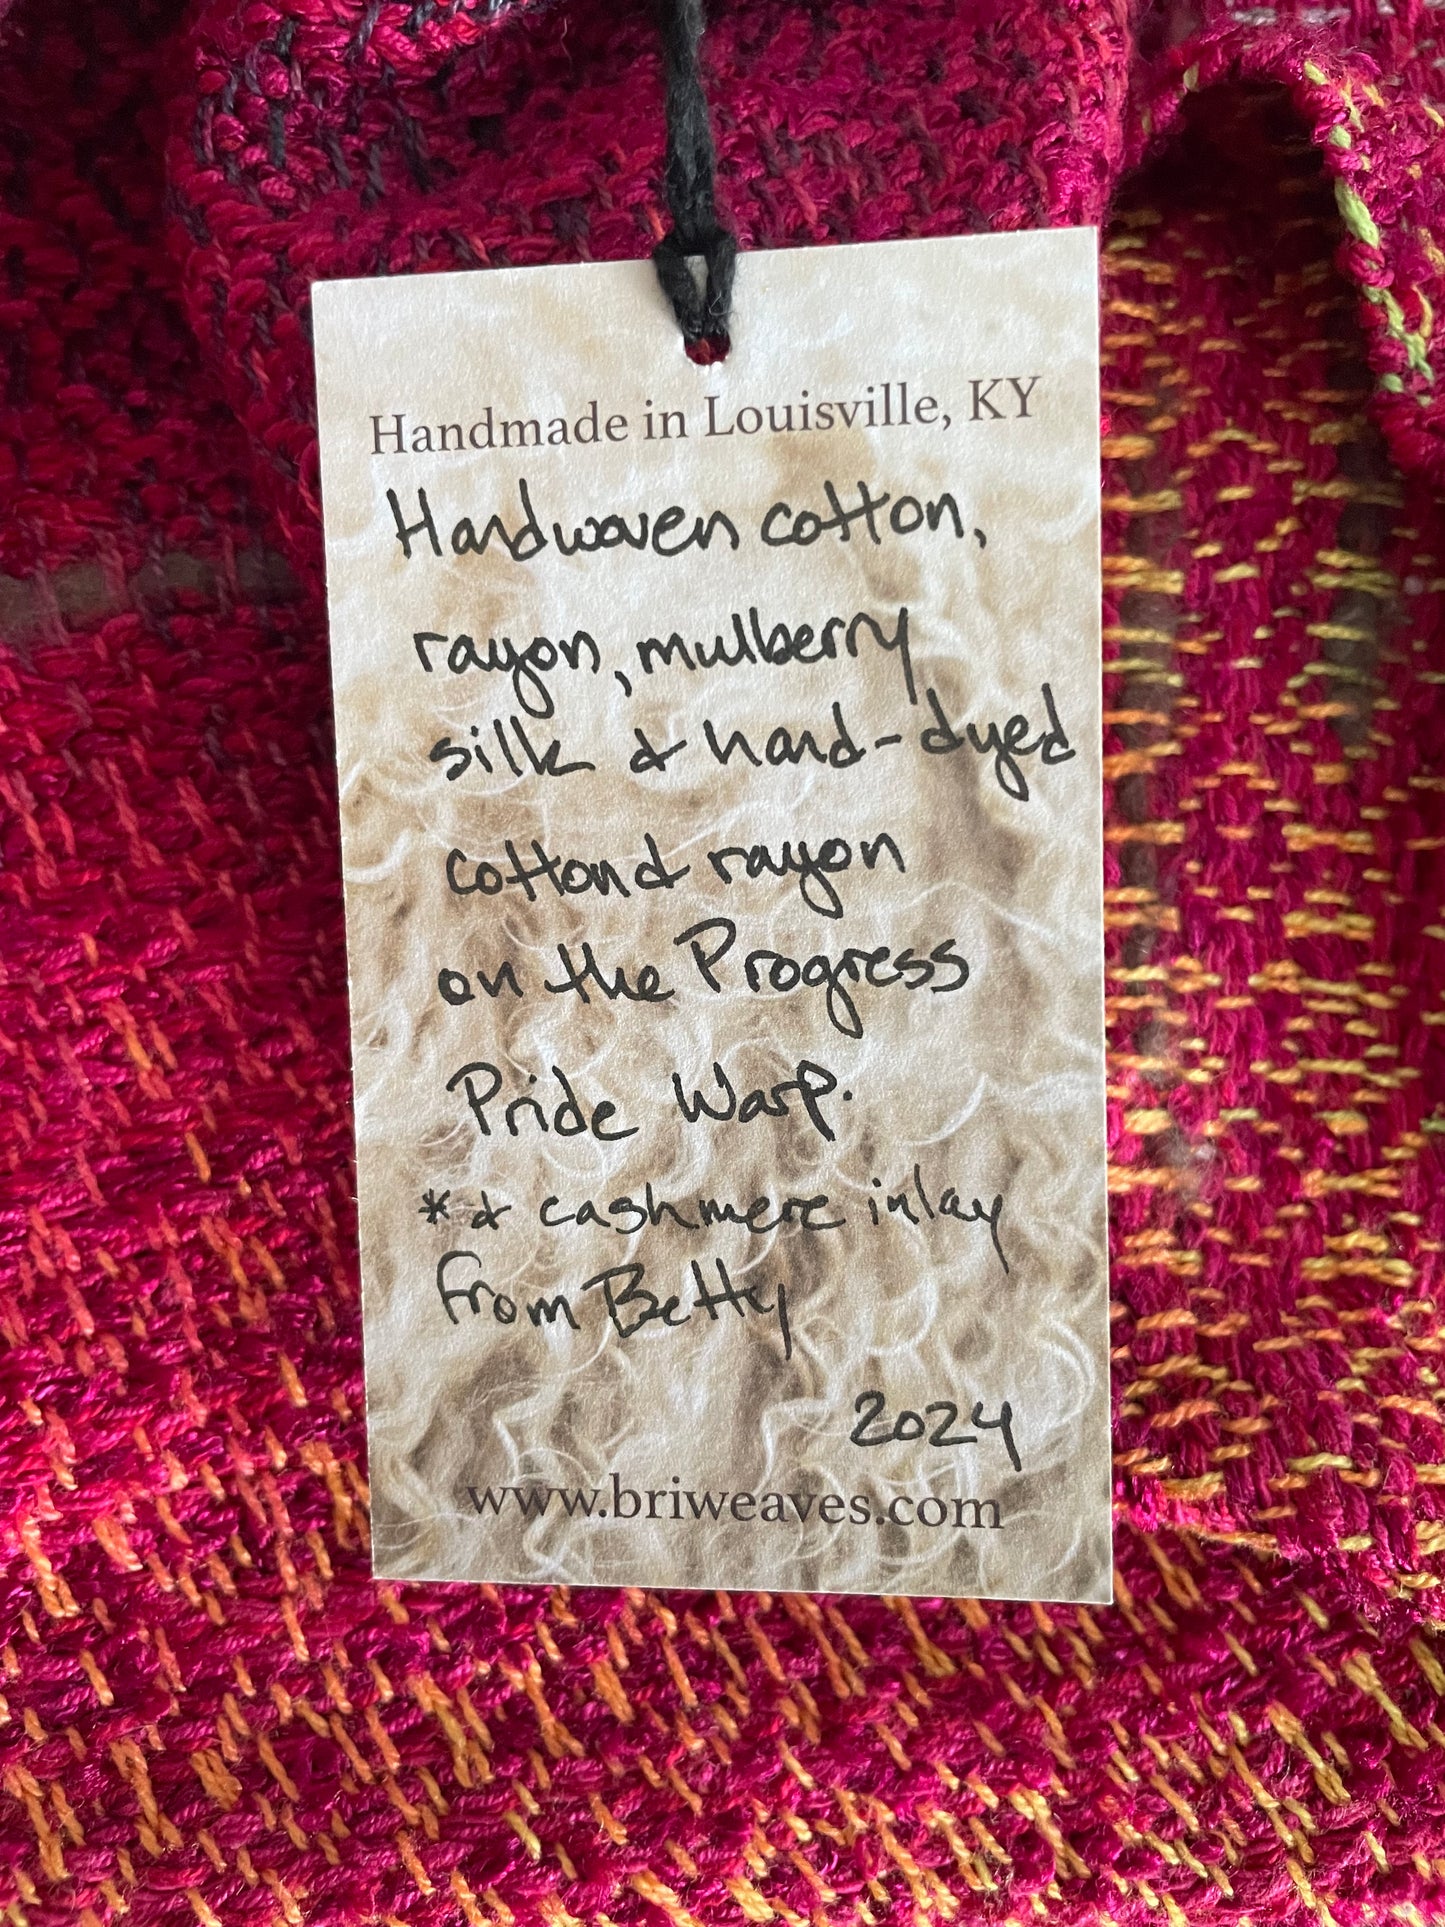 Handmade in Louisville, KY
Handwoven cotton,
rayon, mulberry
silk & hand-dyed
cotton & rayon
on the Progress
Pride Warp.
*& cashmere inlay
from Betty
2024
www.briweaves.com